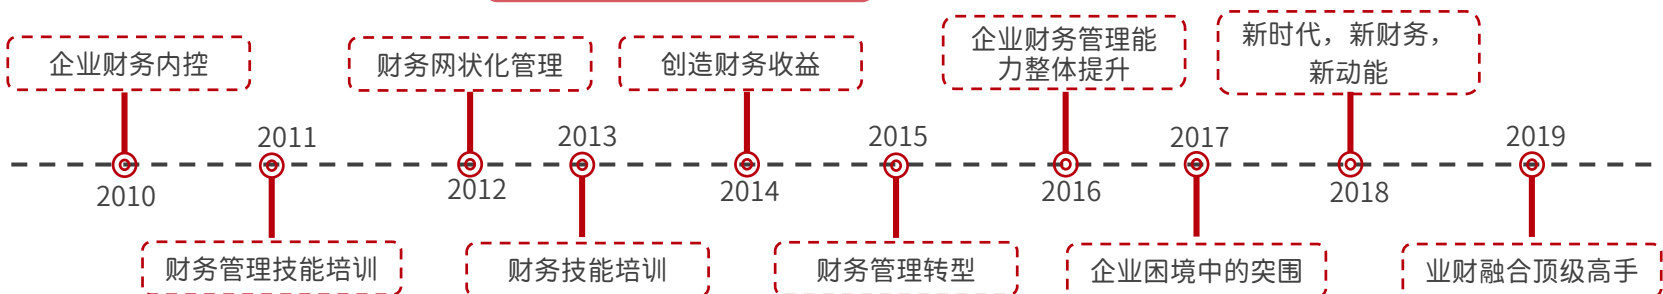 企业财务内控
财务网状化管理
创造财务收益
企业财务管理能
力整体提升
新时代，新财务，
新动能
2011
2013
2015
2017
2019
2010
2012
2014
2016
2018
财务管理技能培训
财务技能培训
财务管理转型
企业困境中的突围
业财融合顶级高手